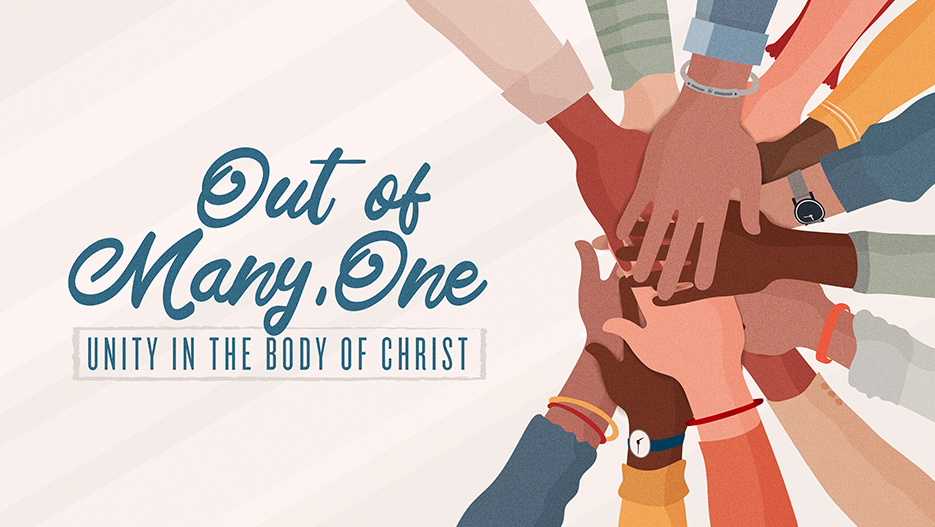 Out of
Many, One
UNITY IN THE BODY OF CHRIST